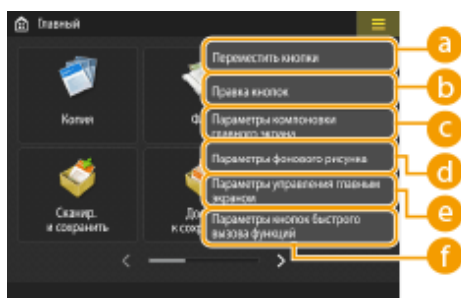 Главный
Переместить кнопки
Правка кнопок
Параметры компоновки
главного экрана
Параметры фонового рисунка
Параметры управления главным
экраном
Параметры кнопок быстрого
вызова функций
Копия
Сканир.
и сохранить
к
a
b
c
d
e
f